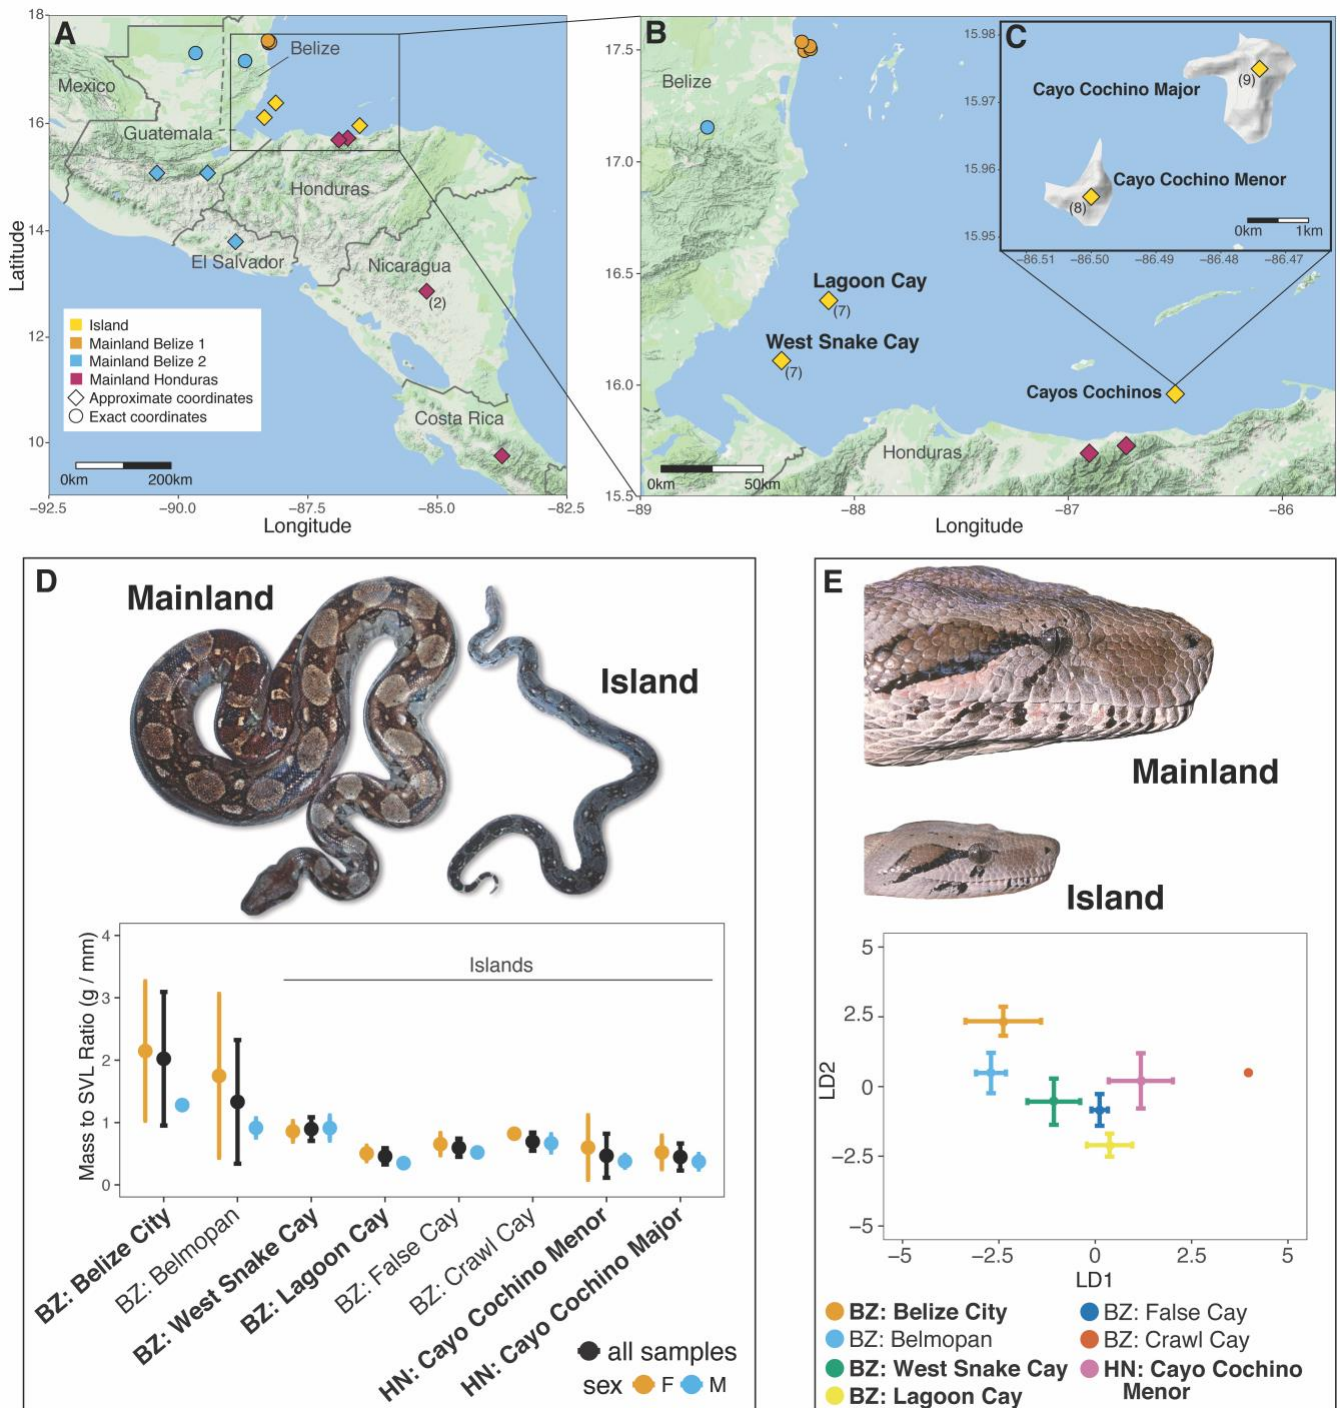 A
18
16
14
12
10
Latitude
−92.5
−90.0
−87.5
−85.0
−82.5
Longitude
Mexico
Belize
Guatemala
Honduras
El Salvador
Nicaragua
(2)
Costa Rica
Island
Mainland Belize 1
Mainland Belize 2
Mainland Honduras
Approximate coordinates
Exact coordinates
0km
200km
B
17.5
17.0
16.5
16.0
15.5
−89
−88
−87
−86
Longitude
Belize
Lagoon Cay
(7)
West Snake Cay
(7)
Cayos Cochinos
Honduras
0km
50km
C
15.98
15.97
15.96
15.95
−86.51
−86.50
−86.49
−86.48
−86.47
Cayo Cochino Major
(9)
Cayo Cochino Menor
(8)
0km
1km
D
Mainland
Island
Mass to SVL Ratio (g / mm)
4
3
2
1
0
Islands
BZ: Belize City
BZ: Belmopan
BZ: West Snake Cay
BZ: Lagoon Cay
BZ: False Cay
BZ: Crawl Cay
HN: Cayo Cochino Menor
HN: Cayo Cochino Major
all samples
sex F M
E
Mainland
Island
LD2
5
2.5
0
−2.5
−5
−5
−2.5
0
2.5
5
LD1
BZ: Belize City
BZ: Belmopan
BZ: West Snake Cay
BZ: Lagoon Cay
BZ: False Cay
BZ: Crawl Cay
HN: Cayo Cochino
Menor